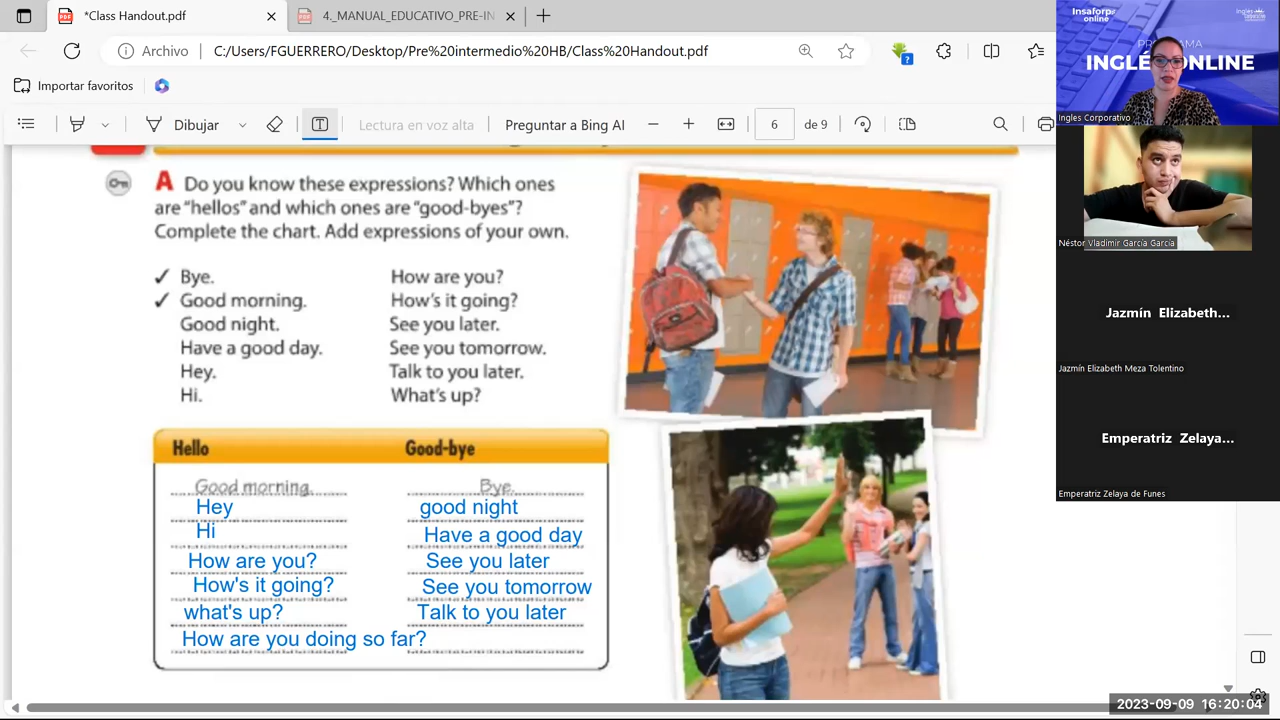 *Class Handout.pdf
4._MANUAL EDUCATIVO_PRE-IN
Archivo
C:/Users/FGUERRERO/Desktop/Pre%20intermedio%20HB/Class%20Handout.pdf
Importar favoritos
Dibujar
Lectura en voz alta
Preguntar a Bing AI
6
de 9
A Do you know these expressions? Which ones
are "hellos" and which ones are "good-byes"?
Complete the chart. Add expressions of your own.
✓ Bye.
✓ Good morning.
Good night.
Have a good day.
Hey.
Hi.
How are you?
How's it going?
See you later.
See you tomorrow.
Talk to you later.
What's up?
Hello
Good morning.
Hey
Hi
How are you?
How's it going?
what's up?
How are you doing so far?
Good-bye
Bye.
good night
Have a good day
See you later
See you tomorrow
Talk to you later
Insaforp
online
Inglés
Corporativo
INGLÉ
ONLINE
Ingles Corporativo
Néstor Vladimir García García
Jazmín Elizabeth...
Jazmín Elizabeth Meza Tolentino
Emperatriz Zelaya...
Emperatriz Zelaya de Funes
2023-09-09 16:20:04